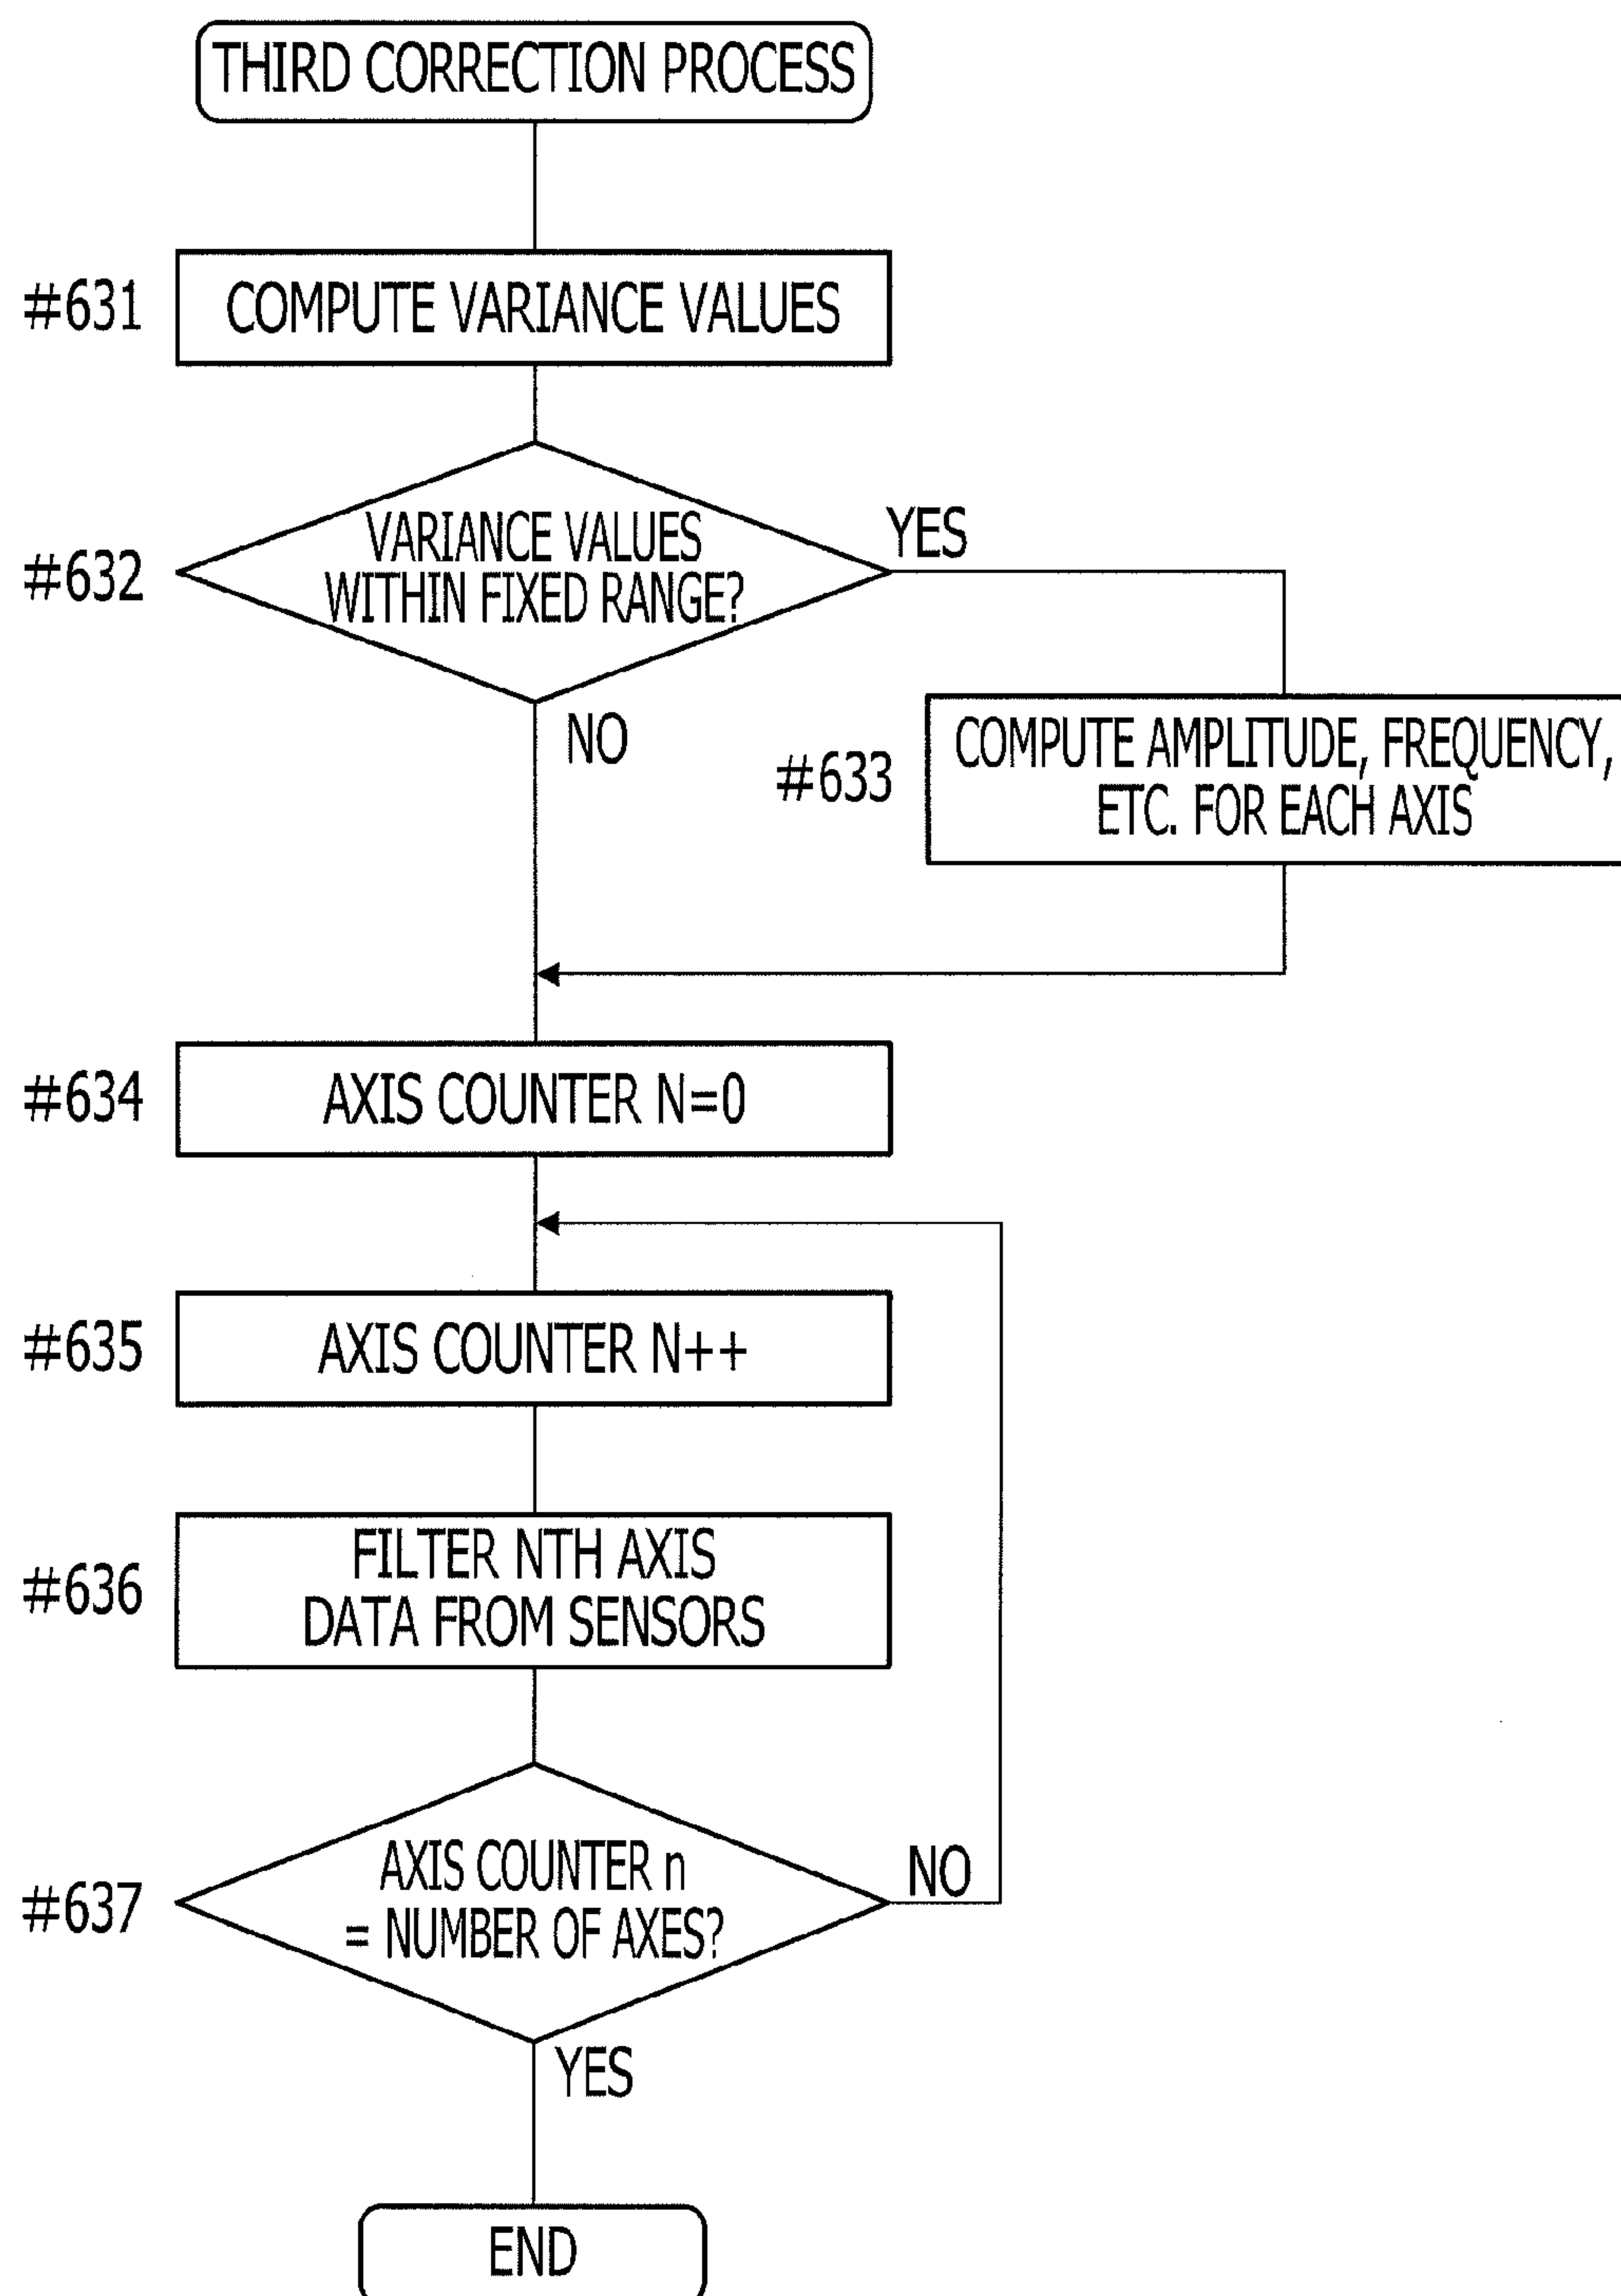 THIRD CORRECTION PROCESS
#631
COMPUTE VARIANCE VALUES
#632
VARIANCE VALUES
WITHIN FIXED RANGE?
YES
NO
#633
COMPUTE AMPLITUDE, FREQUENCY,
ETC. FOR EACH AXIS
#634
AXIS COUNTER N=0
#635
AXIS COUNTER N++
#636
FILTER NTH AXIS
DATA FROM SENSORS
#637
AXIS COUNTER n
= NUMBER OF AXES?
NO
YES
END